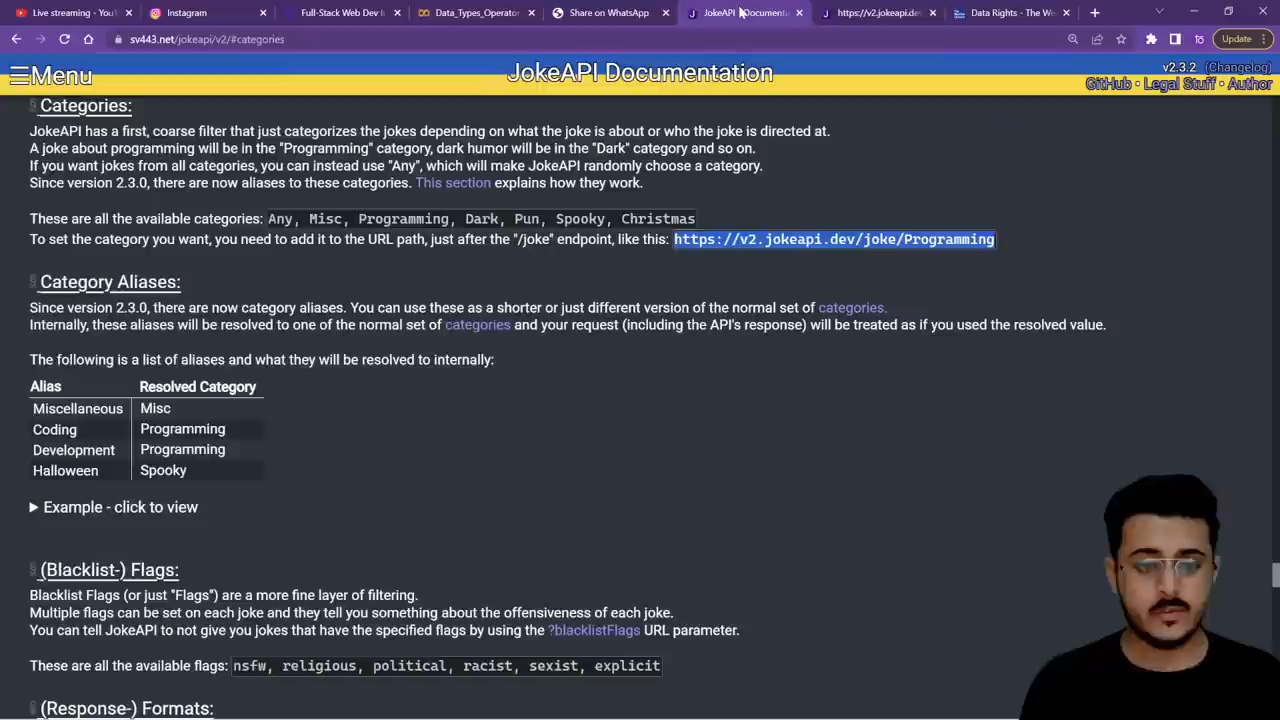 Live streaming - You
Instagram
Full-Stack Web Dev
Data_Types_Operator
Share on WhatsApp
JokeAPI Documenta
https://v2.jokeapi.de
Data Rights - The We
sv443.net/jokeapi/v2/#categories
Update
Menu
JokeAPI Documentation
v2.3.2 (Changelog)
GitHub • Legal Stuff • Author
§ Categories:
JokeAPI has a first, coarse filter that just categorizes the jokes depending on what the joke is about or who the joke is directed at.
A joke about programming will be in the "Programming" category, dark humor will be in the "Dark" category and so on.
If you want jokes from all categories, you can instead use "Any", which will make JokeAPI randomly choose a category.
Since version 2.3.0, there are now aliases to these categories. This section explains how they work.
These are all the available categories: Any, Misc, Programming, Dark, Pun, Spooky, Christmas
To set the category you want, you need to add it to the URL path, just after the "/joke" endpoint, like this: https://v2.jokeapi.dev/joke/Programming
§ Category Aliases:
Since version 2.3.0, there are now category aliases. You can use these as a shorter or just different version of the normal set of categories.
Internally, these aliases will be resolved to one of the normal set of categories and your request (including the API's response) will be treated as if you used the resolved value.
The following is a list of aliases and what they will be resolved to internally:
Alias Resolved Category
Miscellaneous Misc
Coding Programming
Development Programming
Halloween Spooky
Example - click to view
§ (Blacklist-) Flags:
Blacklist Flags (or just "Flags") are a more fine layer of filtering.
Multiple flags can be set on each joke and they tell you something about the offensiveness of each joke.
You can tell JokeAPI to not give you jokes that have the specified flags by using the ?blacklistFlags URL parameter.
These are all the available flags: nsfw, religious, political, racist, sexist, explicit
§ (Response-) Formats: